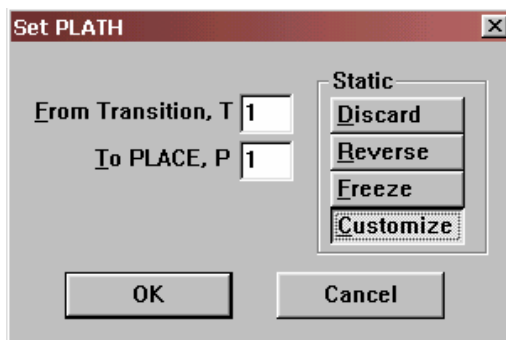 Set PLATH
Static
From Transition, T 1
Discard
To PLACE, P 1
Reverse
Freeze
Customize
OK
Cancel